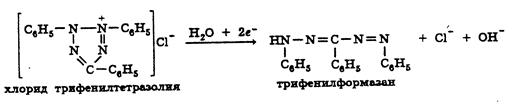 C₆H₅—N—N—C₆H₅
+
N N
C
C₆H₅
Cl⁻
H₂O + 2e⁻
HN—N=C—N=N + Cl⁻ + OH⁻
C₆H₅ C₆H₅ C₆H₅
хлорид трифенилтетразолия
трифенилформазан